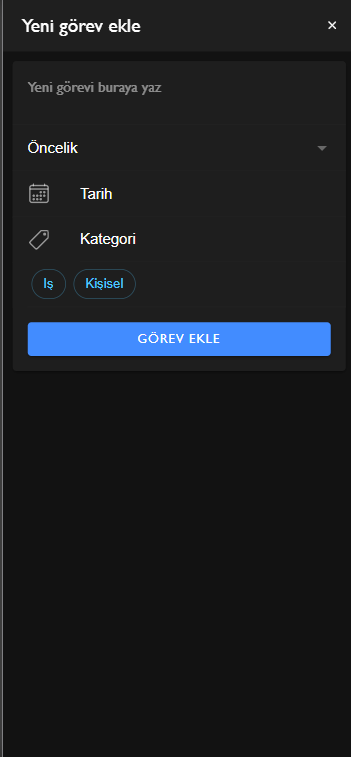 Yeni görev ekle
Yeni görevi buraya yaz
Öncelik
Tarih
Kategori
İş Kişisel
GÖREV EKLE